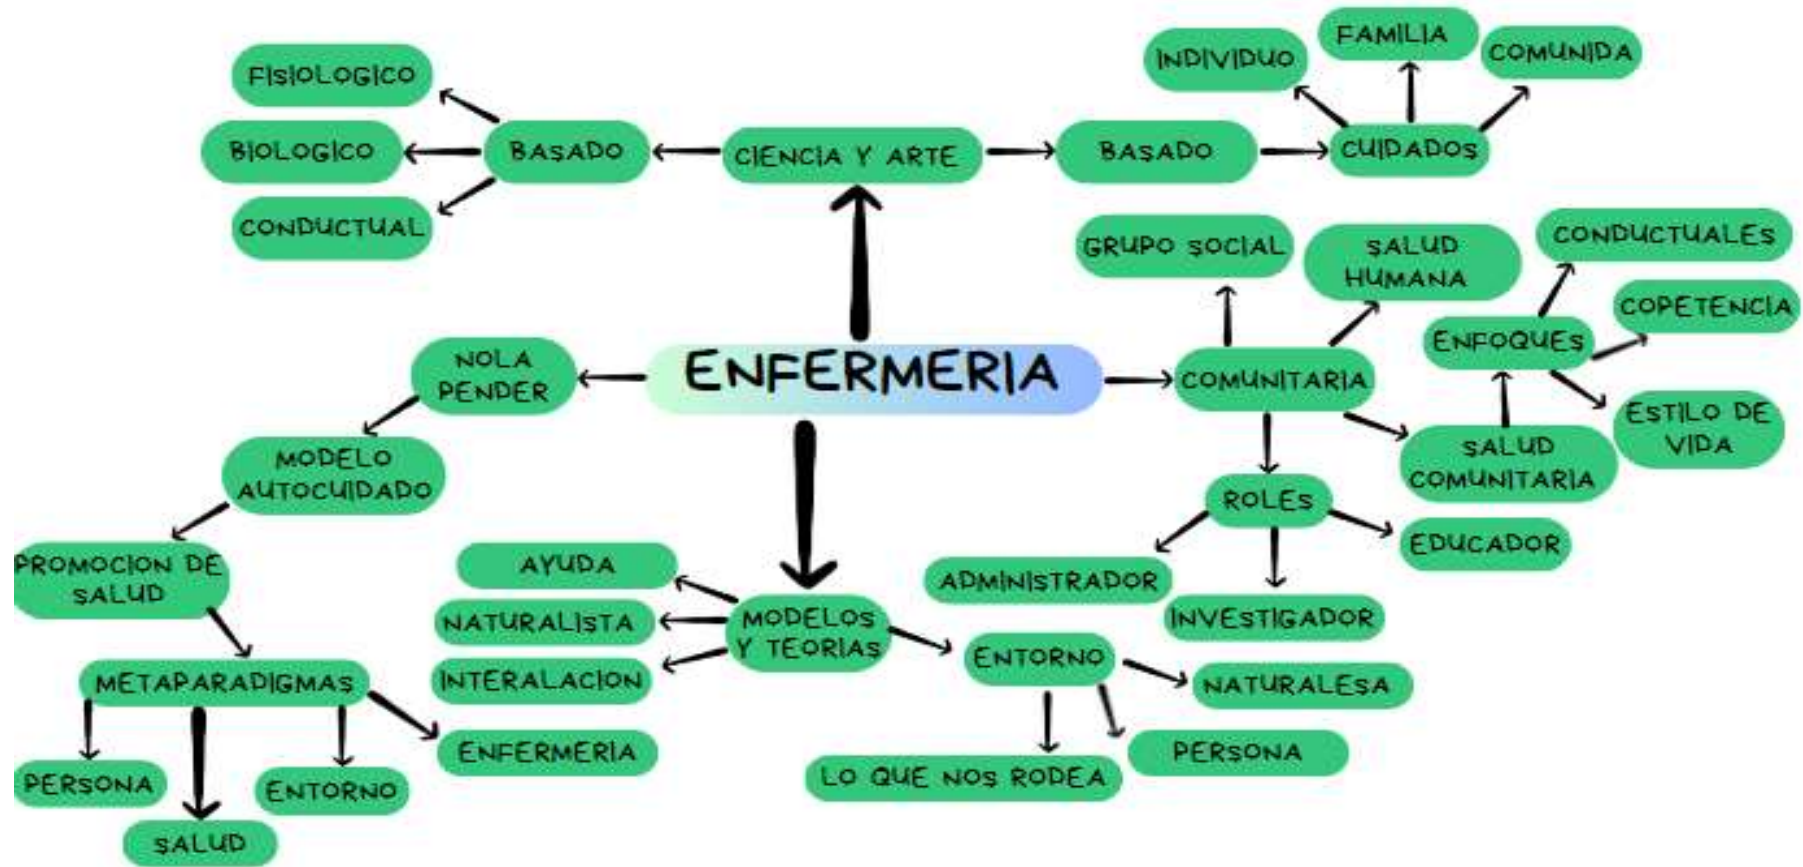 FAMILIA
INDIVIDUO
COMUNIDA
FISIOLOGICO
BIOLOGICO
BASADO
CIENCIA Y ARTE
BASADO
CUIDADOS
CONDUCTUAL
GRUPO SOCIAL
SALUD
HUMANA
CONDUCTUALES
COPETENCIA
ENFOQUES
NOLA
PENDER
ENFERMERIA
COMUNITARIA
ESTILO DE
VIDA
MODELO
AUTOCUIDADO
SALUD
COMUNITARIA
ROLES
EDUCADOR
PROMOCION DE
SALUD
AYUDA
ADMINISTRADOR
NATURALISTA
MODELOS
Y TEORIAS
INVESTIGADOR
INTERALACION
ENTORNO
METAPARADIGMAS
NATURALESA
ENFERMERIA
PERSONA
LO QUE NOS RODEA
PERSONA
ENTORNO
SALUD